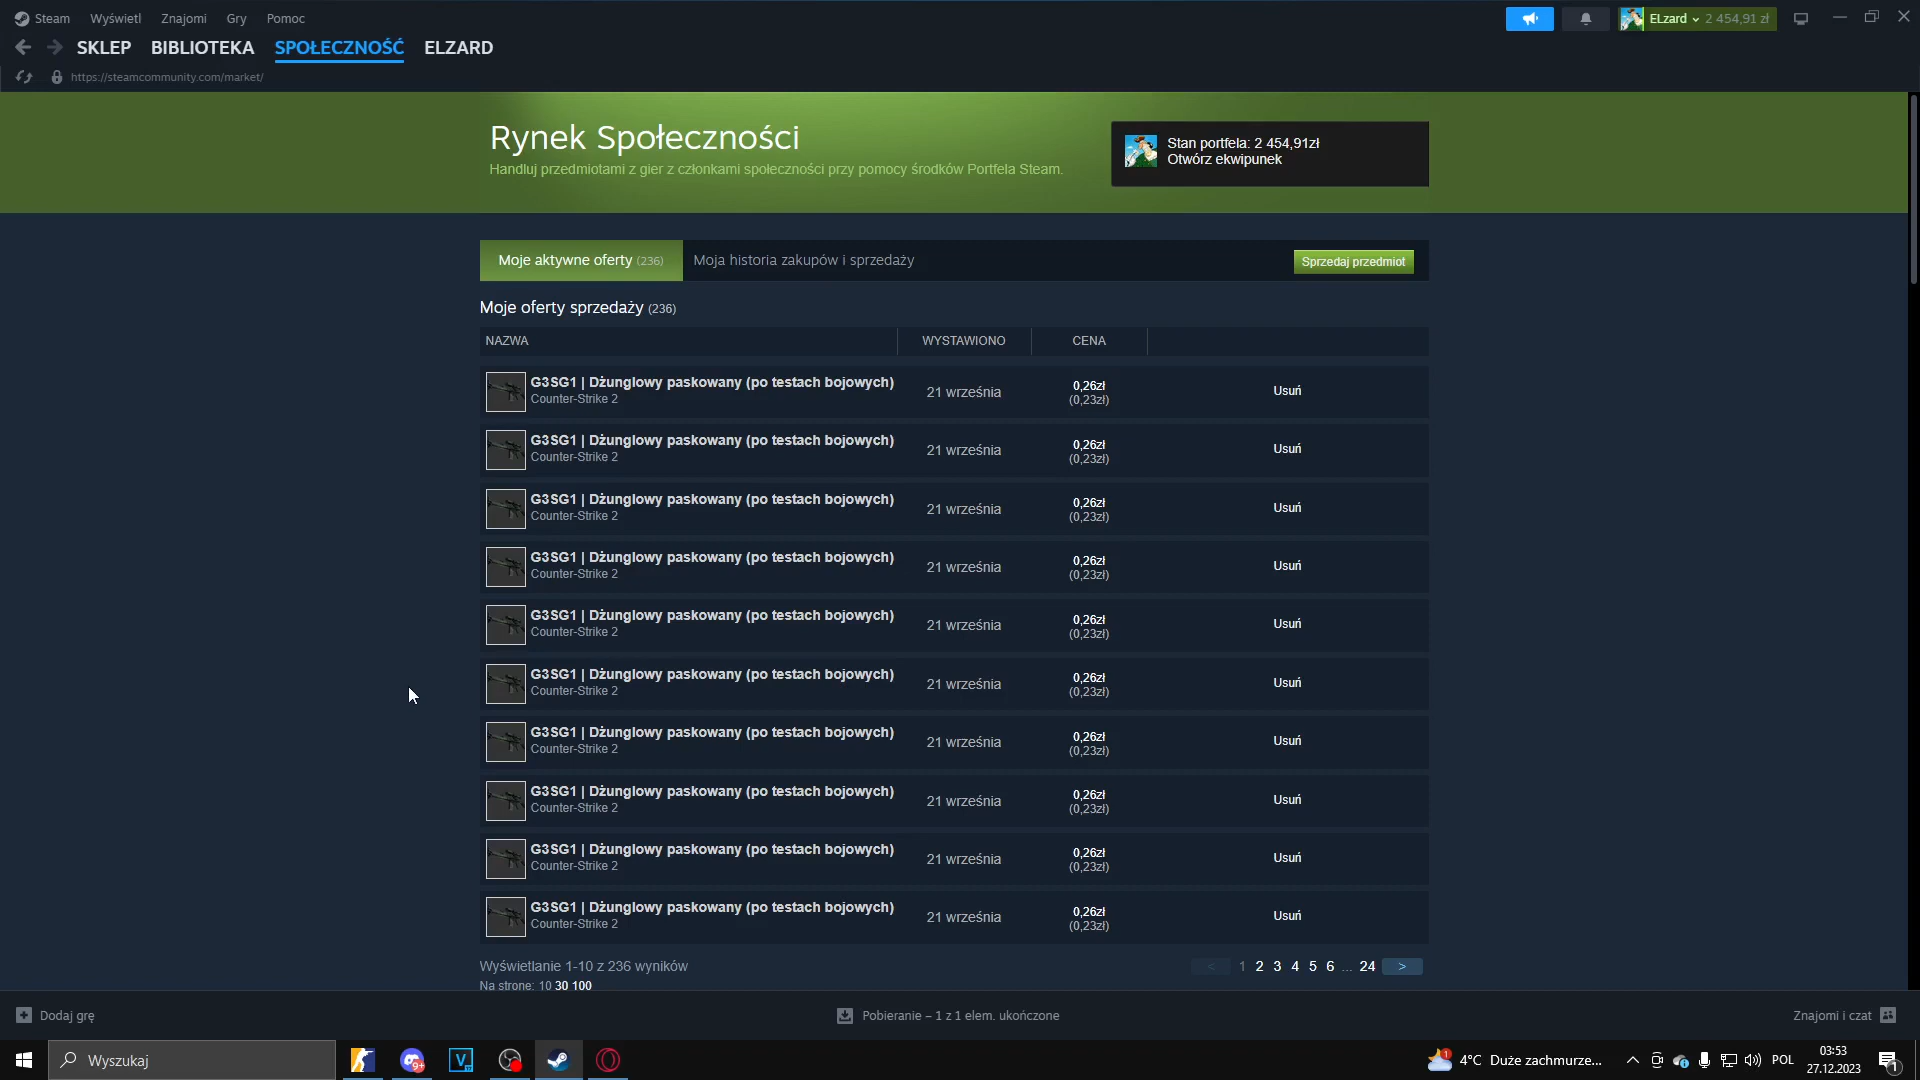 Steam Wyświetl Znajomi Gry Pomoc
ELzard 2 454,91 zł
SKLEP BIBLIOTEKA SPOŁECZNOŚĆ ELZARD
https://steamcommunity.com/market/
Rynek Społeczności
Handluj przedmiotami z gier z członkami społeczności przy pomocy środków Portfela Steam.
Stan portfela: 2 454,91zł
Otwórz ekwipunek
Moje aktywne oferty (236) Moja historia zakupów i sprzedaży Sprzedaj przedmiot
Moje oferty sprzedaży (236)
NAZWA WYSTAWIONO CENA
G3SG1 | Dżunglowy paskowany (po testach bojowych)
Counter-Strike 2
21 września
0,26zł
(0,23zł)
Usuń
G3SG1 | Dżunglowy paskowany (po testach bojowych)
Counter-Strike 2
21 września
0,26zł
(0,23zł)
Usuń
G3SG1 | Dżunglowy paskowany (po testach bojowych)
Counter-Strike 2
21 września
0,26zł
(0,23zł)
Usuń
G3SG1 | Dżunglowy paskowany (po testach bojowych)
Counter-Strike 2
21 września
0,26zł
(0,23zł)
Usuń
G3SG1 | Dżunglowy paskowany (po testach bojowych)
Counter-Strike 2
21 września
0,26zł
(0,23zł)
Usuń
G3SG1 | Dżunglowy paskowany (po testach bojowych)
Counter-Strike 2
21 września
0,26zł
(0,23zł)
Usuń
G3SG1 | Dżunglowy paskowany (po testach bojowych)
Counter-Strike 2
21 września
0,26zł
(0,23zł)
Usuń
G3SG1 | Dżunglowy paskowany (po testach bojowych)
Counter-Strike 2
21 września
0,26zł
(0,23zł)
Usuń
G3SG1 | Dżunglowy paskowany (po testach bojowych)
Counter-Strike 2
21 września
0,26zł
(0,23zł)
Usuń
G3SG1 | Dżunglowy paskowany (po testach bojowych)
Counter-Strike 2
21 września
0,26zł
(0,23zł)
Usuń
Wyświetlanie 1-10 z 236 wyników < 1 2 3 4 5 6 ... 24 >
Na stronę: 10 30 100
Dodaj grę Pobieranie – 1 z 1 elem. ukończone Znajomi i czat
Wyszukaj
9+
V
1
4°C Duże zachmurze...
POL
03:53
27.12.2023
1